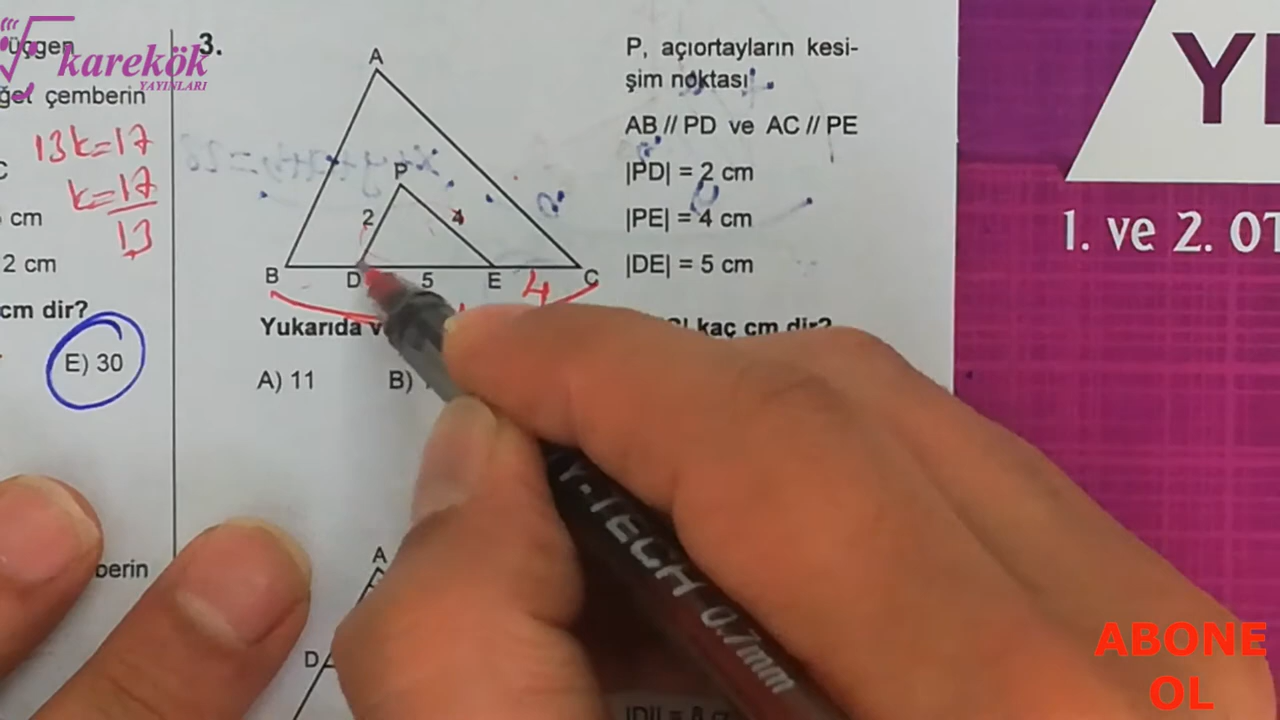 karekök
YAYINLARI
üçgen
ğet çemberin
13k=17
k=17
13
cm
2 cm
cm dir?
E) 30
berin
3.
A
P
2
4
B
D
5
E
4
C
P, açıortayların kesi-
şim noktası
AB // PD ve AC // PE
|PD| = 2 cm
|PE| = 4 cm
|DE| = 5 cm
Yukarıda
kaç cm dir?
A) 11
B)
A
D
1. ve 2. OT
Y-TECH 0.7mm
ABONE
OL